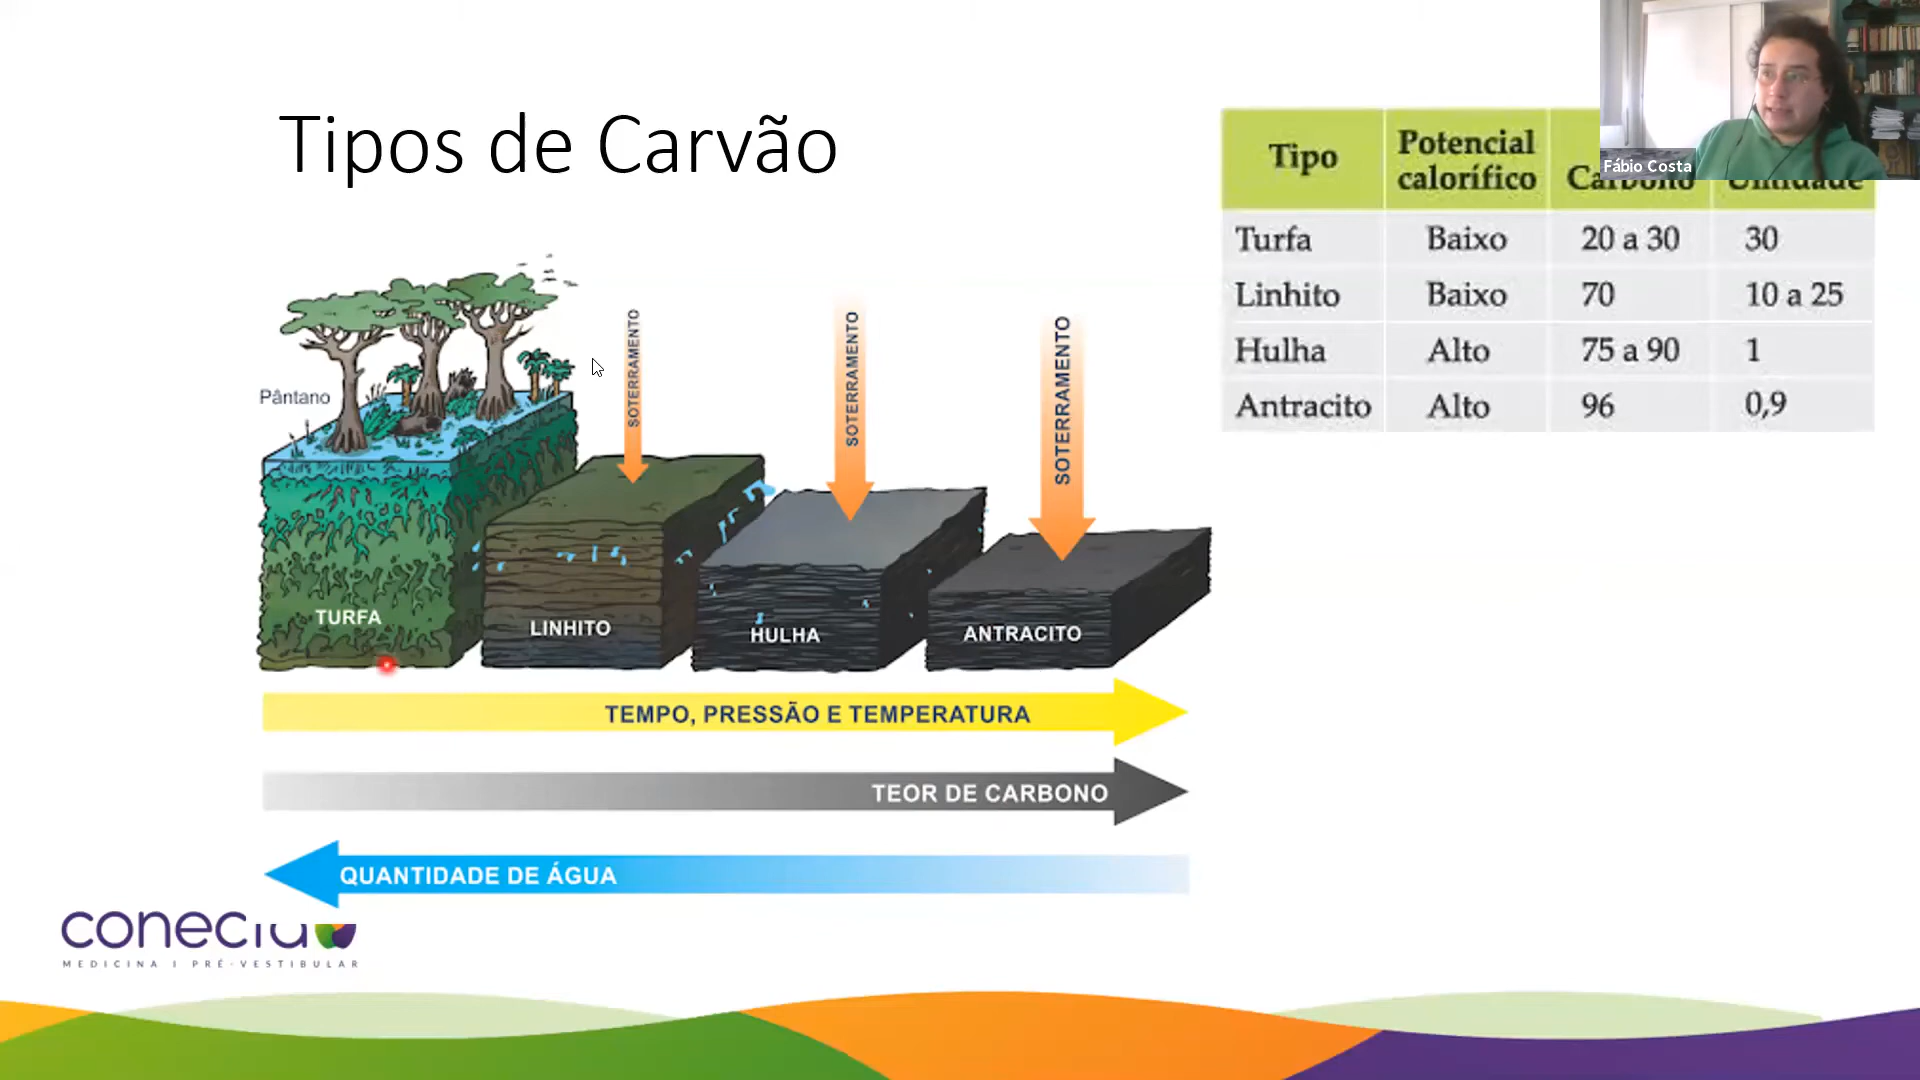 Tipos de Carvão
Tipo Potencial calorífico Carbono Umidade
Turfa Baixo 20 a 30 30
Linhito Baixo 70 10 a 25
Hulha Alto 75 a 90 1
Antracito Alto 96 0,9
Fábio Costa
Pântano
SOTERRAMENTO
SOTERRAMENTO
SOTERRAMENTO
TURFA
LINHITO
HULHA
ANTRACITO
TEMPO, PRESSÃO E TEMPERATURA
TEOR DE CARBONO
QUANTIDADE DE ÁGUA
conecta
MEDICINA I PRÉ-VESTIBULAR